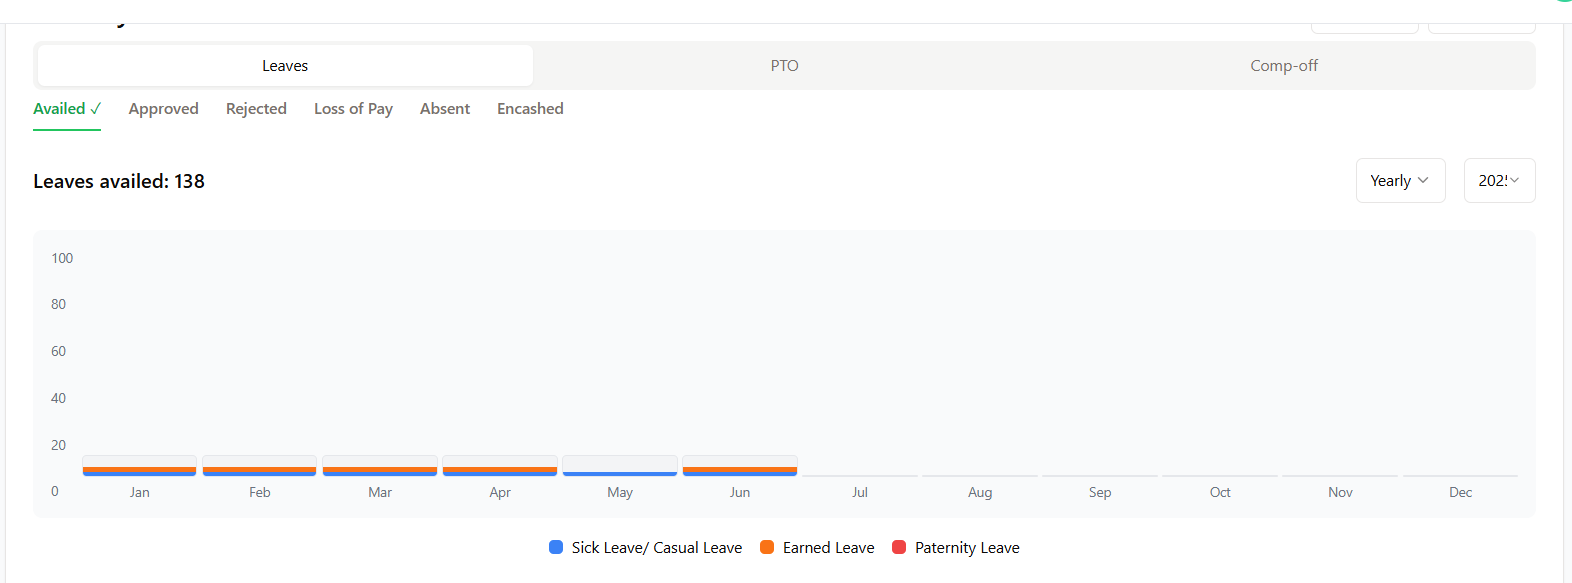 Leaves PTO Comp-off
Availed ✓ Approved Rejected Loss of Pay Absent Encashed
Leaves availed: 138
Yearly
100
80
60
40
20
0
Jan Feb Mar Apr May Jun Jul Aug Sep Oct Nov Dec
Sick Leave/ Casual Leave Earned Leave Paternity Leave